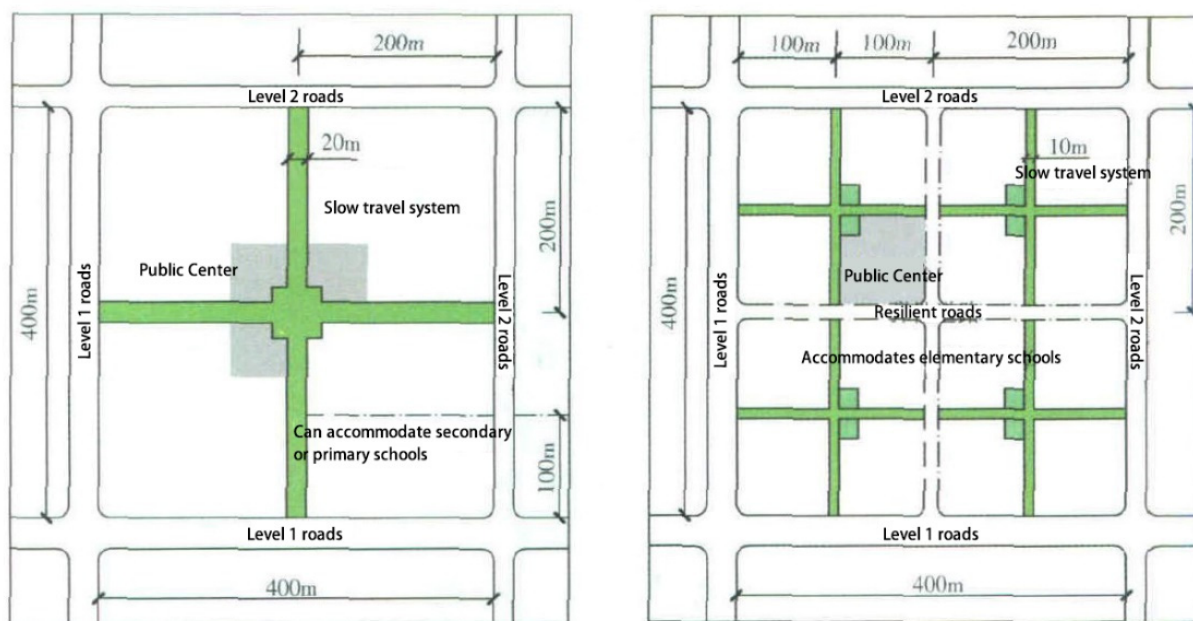 200m
Level 2 roads
20m
Slow travel system
200m
Public Center
400m
Level 1 roads
Level 2 roads
Can accommodate secondary
or primary schools
100m
Level 1 roads
400m
100m
100m
200m
Level 2 roads
10m
Slow travel system
200m
Public Center
400m
Level 1 roads
Resilient roads
Level 2 roads
Accommodates elementary schools
Level 1 roads
400m